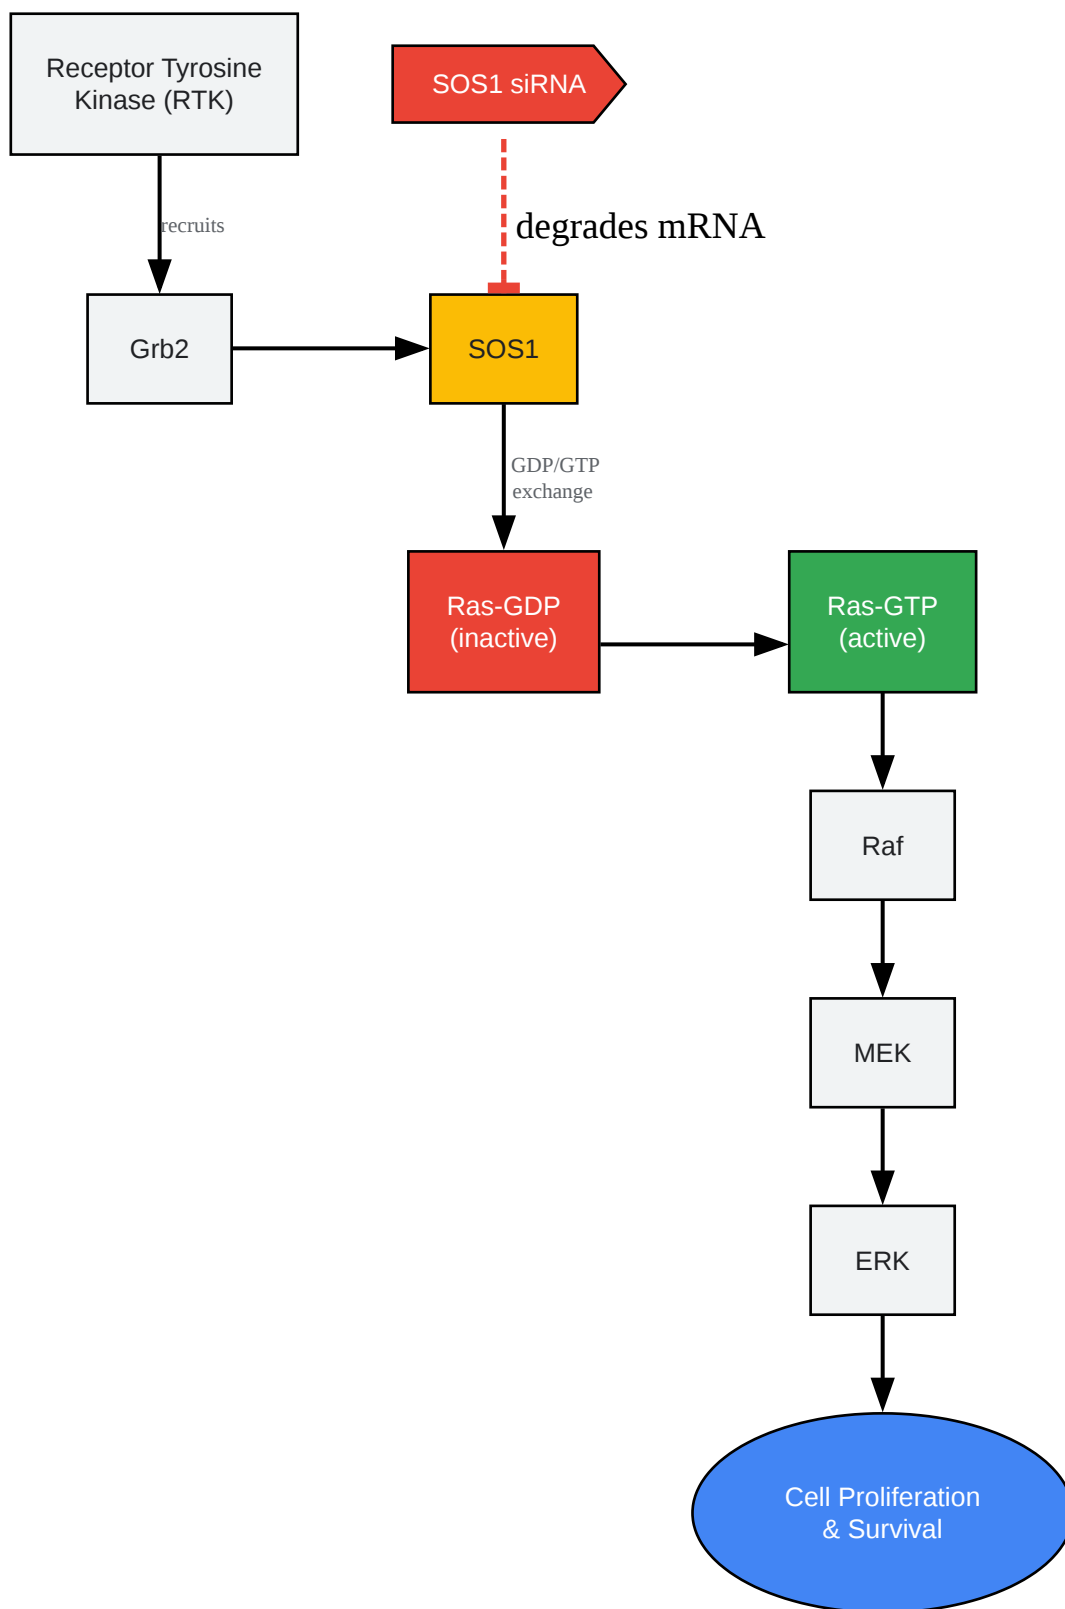 Receptor Tyrosine
Kinase (RTK)
SOS1 siRNA
recruits
degrades mRNA
Grb2
SOS1
GDP/GTP
exchange
Ras-GDP
(inactive)
Ras-GTP
(active)
Raf
MEK
ERK
Cell Proliferation
& Survival